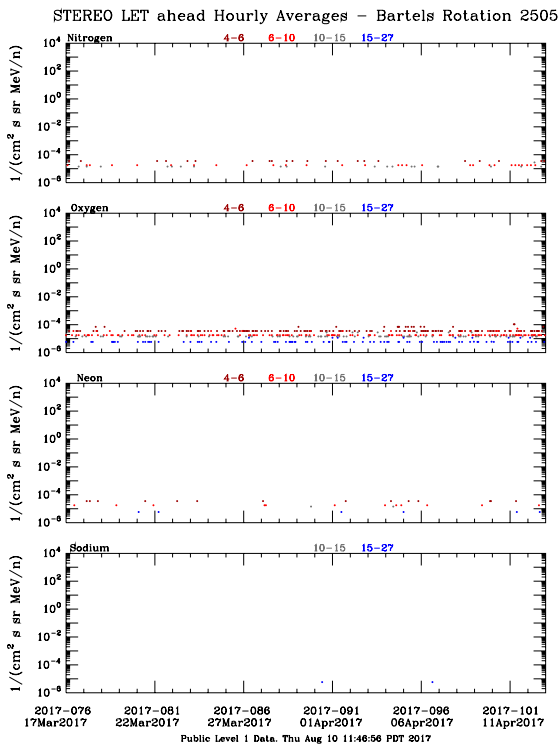 STEREO LET ahead Hourly Averages - Bartels Rotation 2505
Nitrogen 4-6 6-10 10-15 15-27
10^4
10^2
10^0
10^-2
10^-4
10^-6
1/(cm^2 s sr MeV/n)
Oxygen 4-6 6-10 10-15 15-27
10^4
10^2
10^0
10^-2
10^-4
10^-6
1/(cm^2 s sr MeV/n)
Neon 4-6 6-10 10-15 15-27
10^4
10^2
10^0
10^-2
10^-4
10^-6
1/(cm^2 s sr MeV/n)
Sodium 10-15 15-27
10^4
10^2
10^0
10^-2
10^-4
10^-6
1/(cm^2 s sr MeV/n)
2017-076 2017-081 2017-086 2017-091 2017-096 2017-101
17Mar2017 22Mar2017 27Mar2017 01Apr2017 06Apr2017 11Apr2017
Public Level 1 Data. Thu Aug 10 11:46:56 PDT 2017